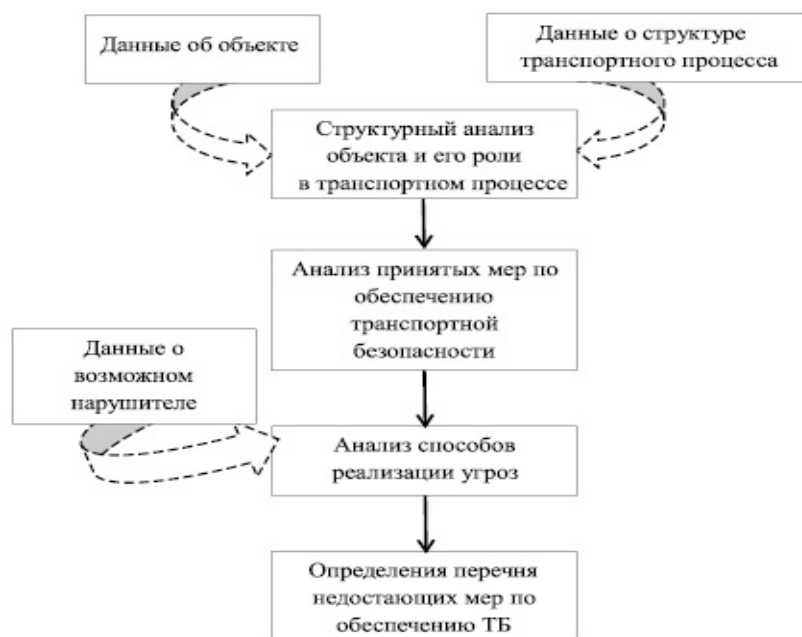 Данные об объекте
Данные о структуре
транспортного процесса
Структурный анализ
объекта и его роли
в транспортном процессе
Анализ принятых мер по
обеспечению
транспортной
безопасности
Данные о
возможном
нарушителе
Анализ способов
реализации угроз
Определения перечня
недостающих мер по
обеспечению ТБ